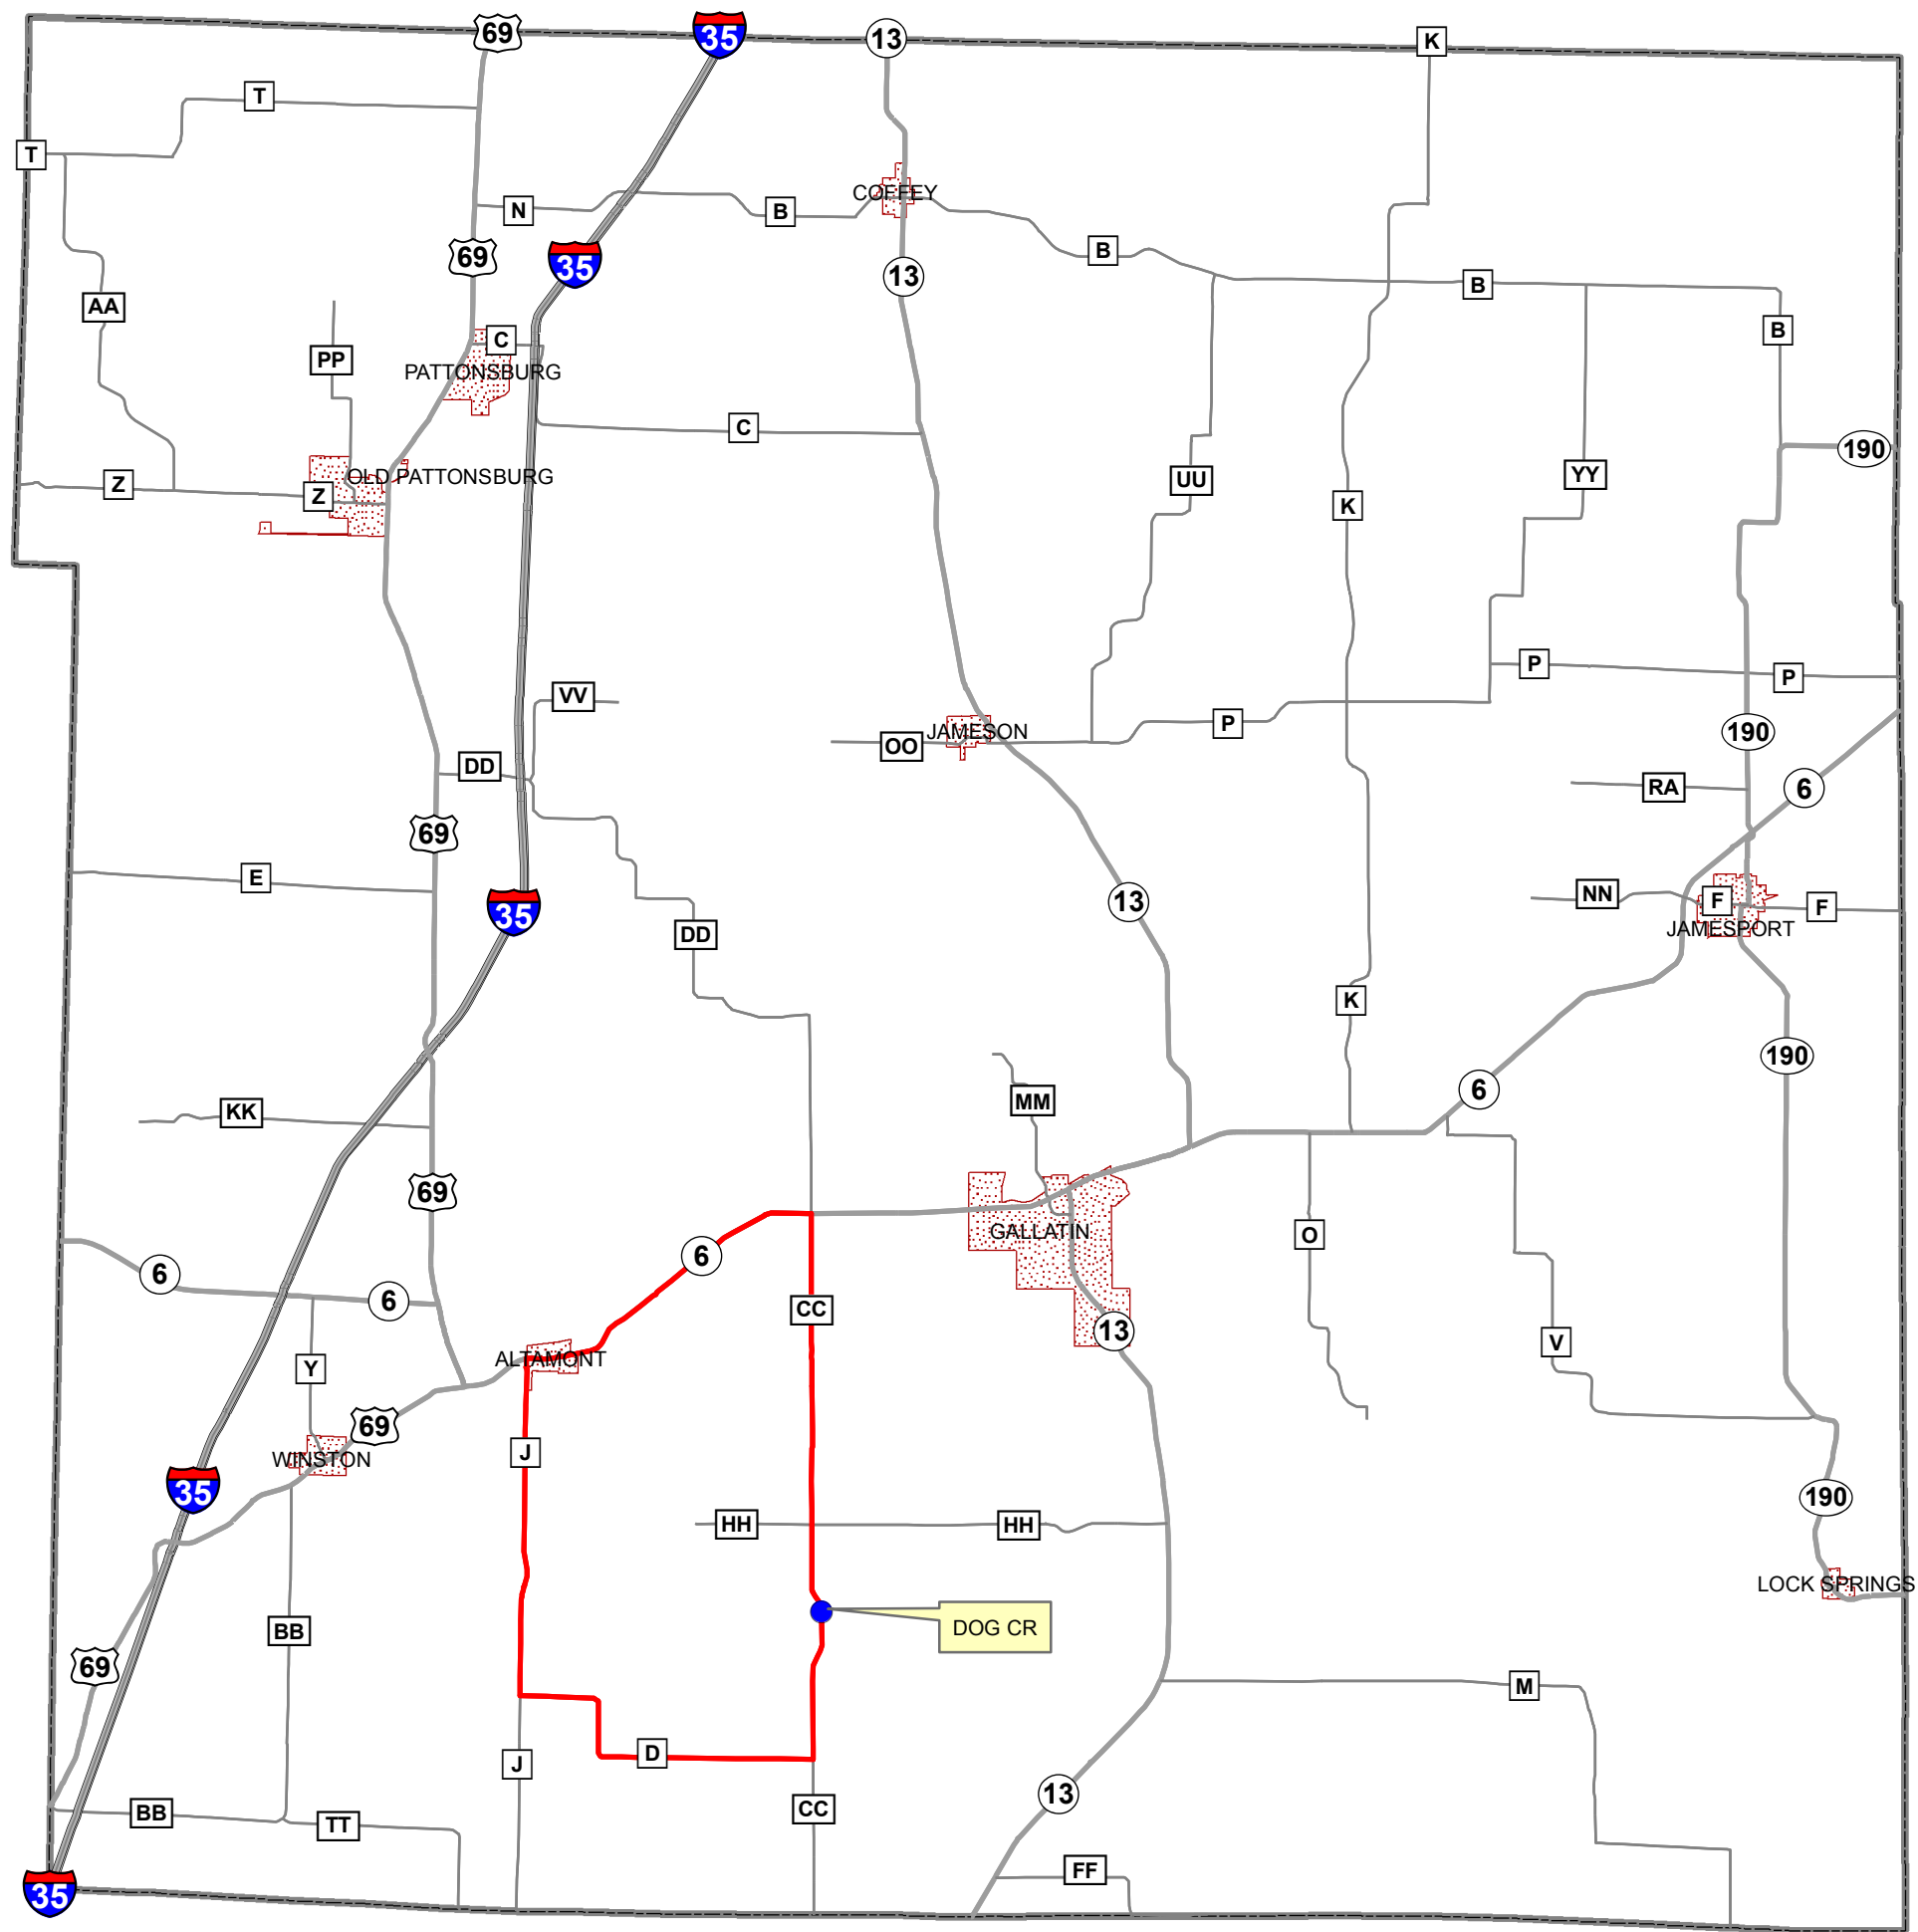 69
35
13
K
T
T
N
B
COFFEY
B
69
35
13
B
AA
B
C
PP
PATTONSBURG
C
190
OLD PATTONSBURG
Z
Z
UU
YY
K
P
P
VV
P
JAMESON
OO
190
DD
RA
6
69
E
NN
F
F
35
13
JAMESPORT
DD
K
190
6
MM
KK
69
GALLATIN
O
6
6
6
CC
13
V
ALTAMONT
Y
69
J
WINSTON
35
190
HH
HH
LOCK SPRINGS
DOG CR
BB
69
M
D
J
13
CC
BB
TT
FF
35